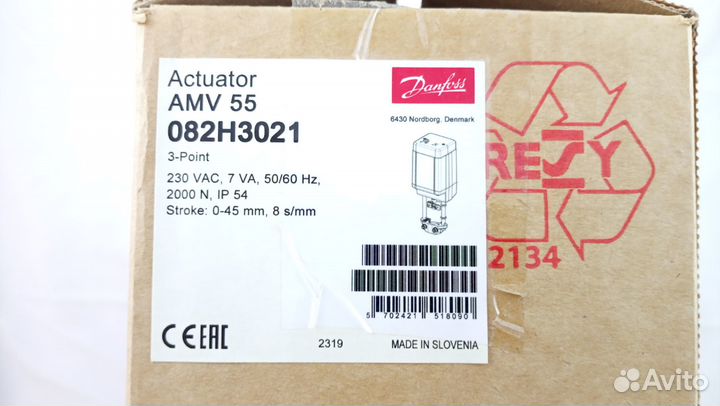 Actuator
AMV 55
082H3021
3-Point
230 VAC, 7 VA, 50/60 Hz,
2000 N, IP 54
Stroke: 0-45 mm, 8 s/mm
Danfoss
6430 Nordborg, Denmark
5 702421 518090
CE EAC
2319
MADE IN SLOVENIA
RESY
2134
Avito